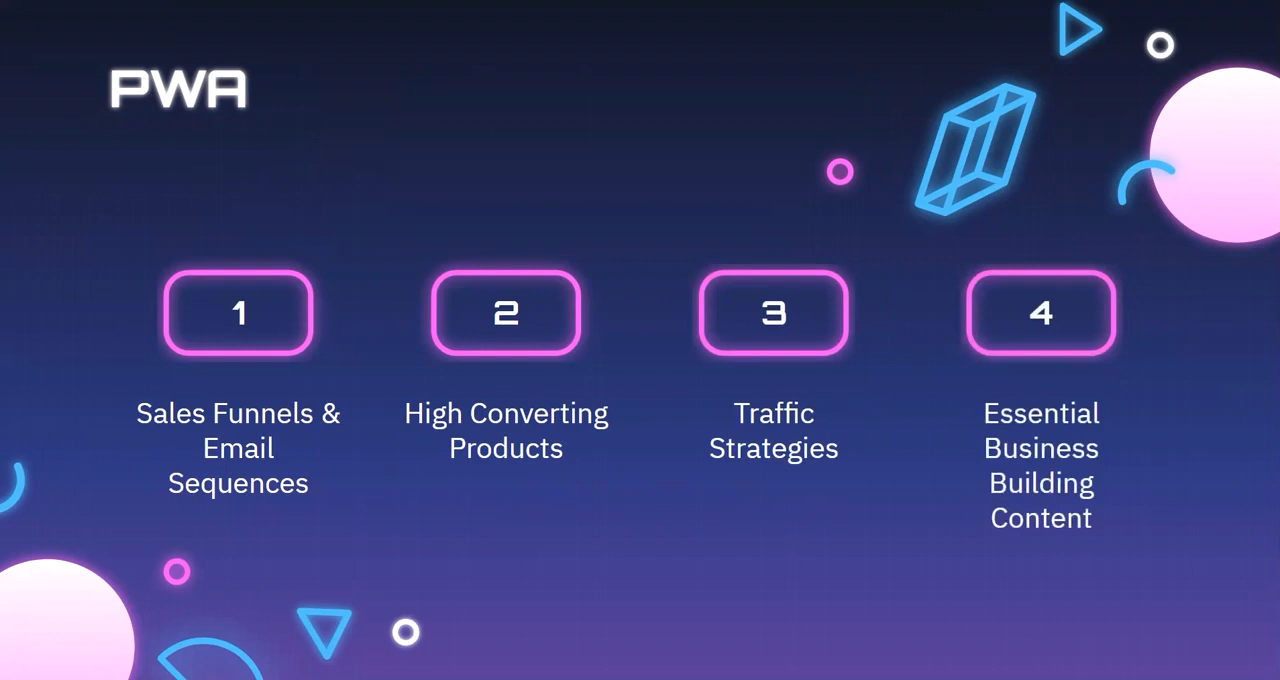 PWA
1
Sales Funnels &
Email
Sequences
2
High Converting
Products
3
Traffic
Strategies
4
Essential
Business
Building
Content